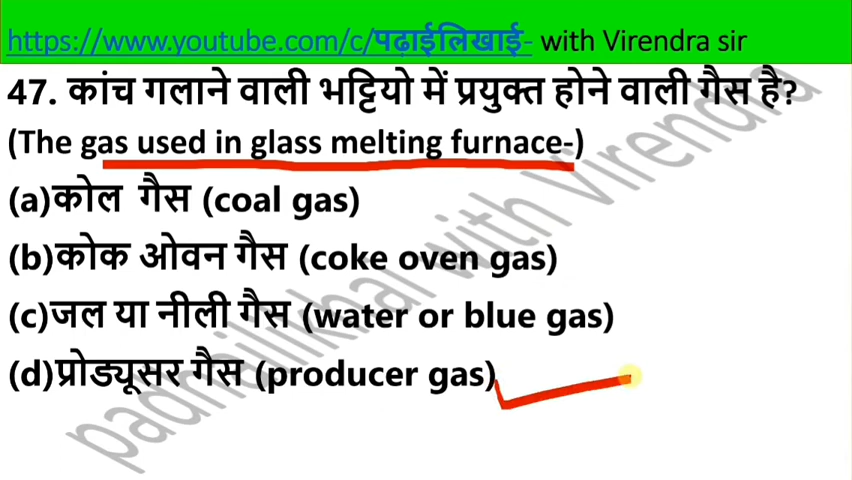 https://www.youtube.com/c/पढ़ाईलिखाई- with Virendra sir
47. कांच गलाने वाली भट्टियो में प्रयुक्त होने वाली गैस है?
(The gas used in glass melting furnace-)
(a)कोल गैस (coal gas)
(b)कोक ओवन गैस (coke oven gas)
(c)जल या नीली गैस (water or blue gas)
(d)प्रोड्यूसर गैस (producer gas)
padhailikhai with Virendra